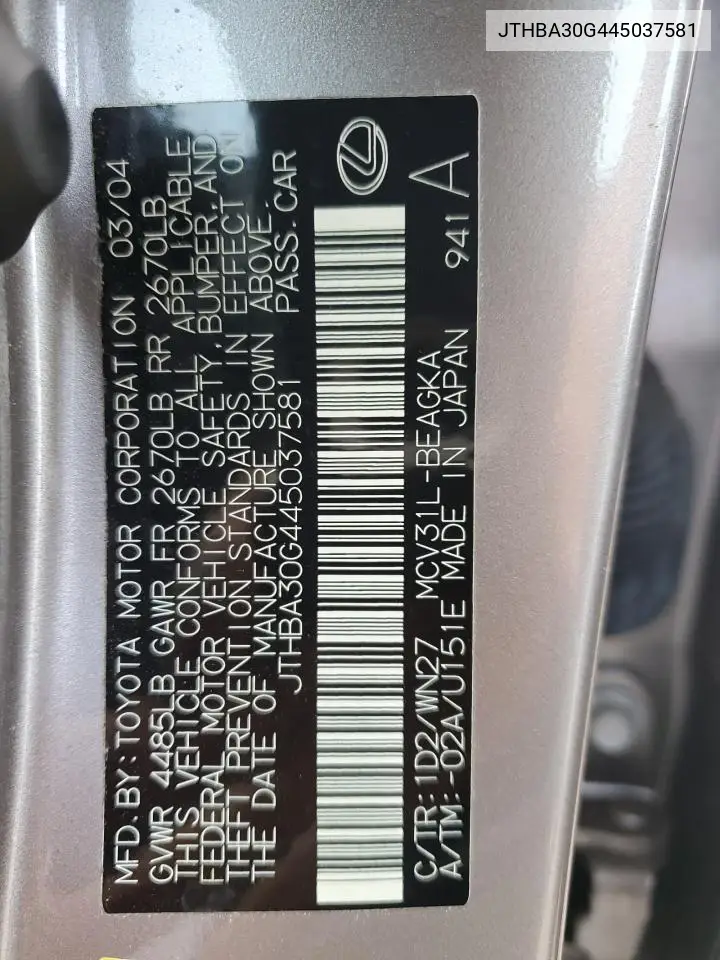 JTHBA30G445037581
MFD.BY: TOYOTA MOTOR CORPORATION 03/04
GVWR 4485LB GAWR FR 2670LB RR 2670LB
THIS VEHICLE CONFORMS TO ALL APPLICABLE
FEDERAL MOTOR VEHICLE SAFETY, BUMPER, AND
THEFT PREVENTION STANDARDS IN EFFECT ON
THE DATE OF MANUFACTURE SHOWN ABOVE.
JTHBA30G445037581 PASS.CAR
C/TR: 1D2/WN27 MCV31L-BEAGKA 941 A
A/TM: -02A/U151E MADE IN JAPAN